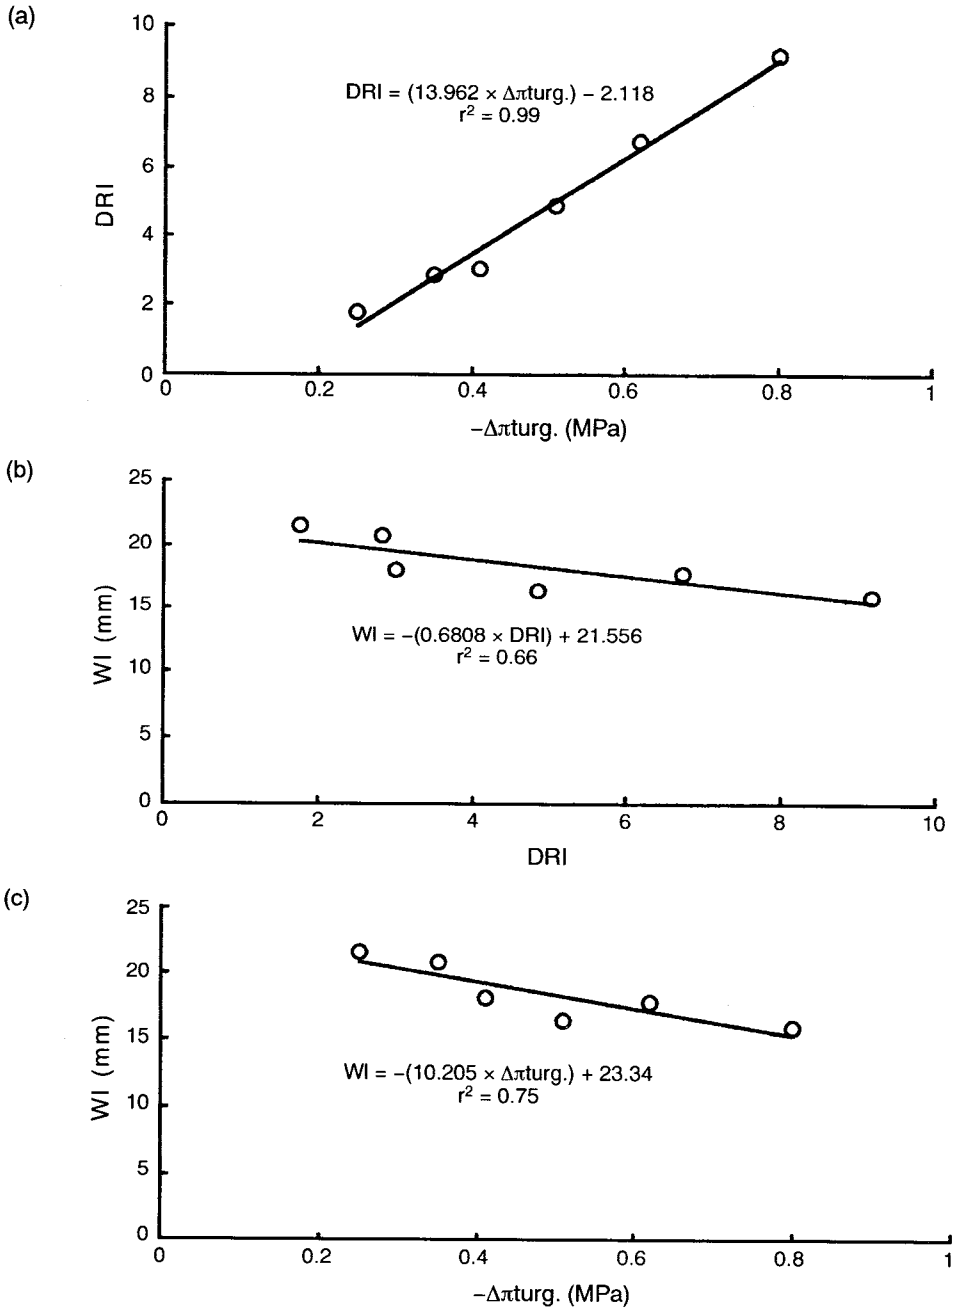 (a)
10
8
6
4
2
0
DRI
DRI = (13.962 × Δπturg.) − 2.118
r² = 0.99
0 0.2 0.4 0.6 0.8 1
−Δπturg. (MPa)
(b)
25
20
15
10
5
0
WI (mm)
WI = −(0.6808 × DRI) + 21.556
r² = 0.66
0 2 4 6 8 10
DRI
(c)
25
20
15
10
5
0
WI (mm)
WI = −(10.205 × Δπturg.) + 23.34
r² = 0.75
0 0.2 0.4 0.6 0.8 1
−Δπturg. (MPa)